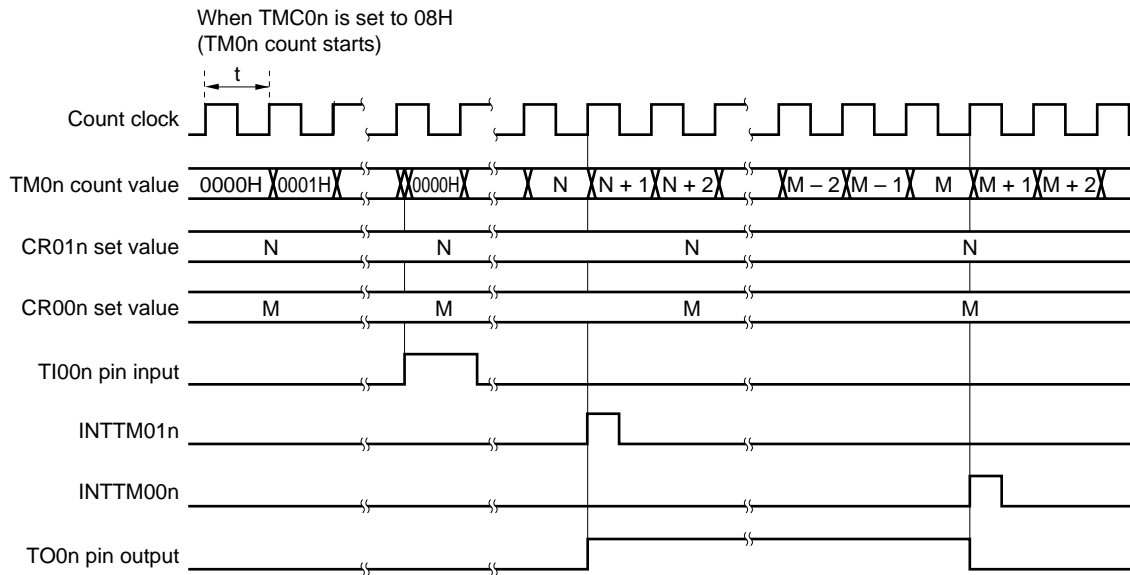 When TMC0n is set to 08H
(TM0n count starts)
t
Count clock
TM0n count value 0000H 0001H 0000H N N + 1 N + 2 M – 2 M – 1 M M + 1 M + 2
CR01n set value N N N N
CR00n set value M M M M
TI00n pin input
INTTM01n
INTTM00n
TO0n pin output